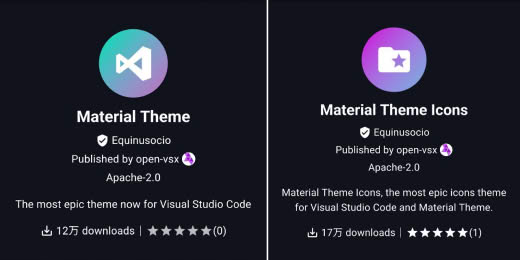 Material Theme
Equinusocio
Published by open-vsx
Apache-2.0
The most epic theme now for Visual Studio Code
12万 downloads | ★★★★★(0)
Material Theme Icons
Equinusocio
Published by open-vsx
Apache-2.0
Material Theme Icons, the most epic icons theme
for Visual Studio Code and Material Theme.
17万 downloads | ★★★★★(1)